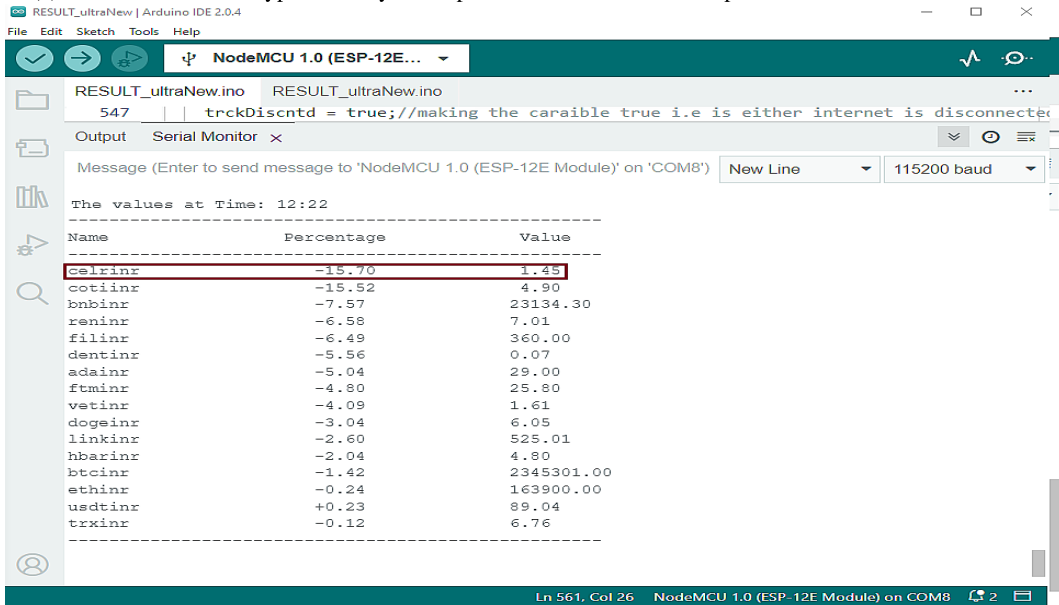 RESULT_ultraNew | Arduino IDE 2.0.4
File Edit Sketch Tools Help
NodeMCU 1.0 (ESP-12E...
RESULT_ultraNew.ino RESULT_ultraNew.ino ...
547 trckDiscntd = true;//making the caraible true i.e is either internet is disconnected
Output Serial Monitor ×
Message (Enter to send message to 'NodeMCU 1.0 (ESP-12E Module)' on 'COM8') New Line 115200 baud
The values at Time: 12:22
------------------------------------------------------
Name Percentage Value
------------------------------------------------------
celrinr -15.70 1.45
cotiinr -15.52 4.90
bnbinr -7.57 23134.30
reninr -6.58 7.01
filinr -6.49 360.00
dentinr -5.56 0.07
adainr -5.04 29.00
ftminr -4.80 25.80
vetinr -4.09 1.61
dogeinr -3.04 6.05
linkinr -2.60 525.01
hbarinr -2.04 4.80
btcinr -1.42 2345301.00
ethinr -0.24 163900.00
usdtinr +0.23 89.04
trxinr -0.12 6.76
------------------------------------------------------
Ln 561, Col 26 NodeMCU 1.0 (ESP-12E Module) on COM8 2